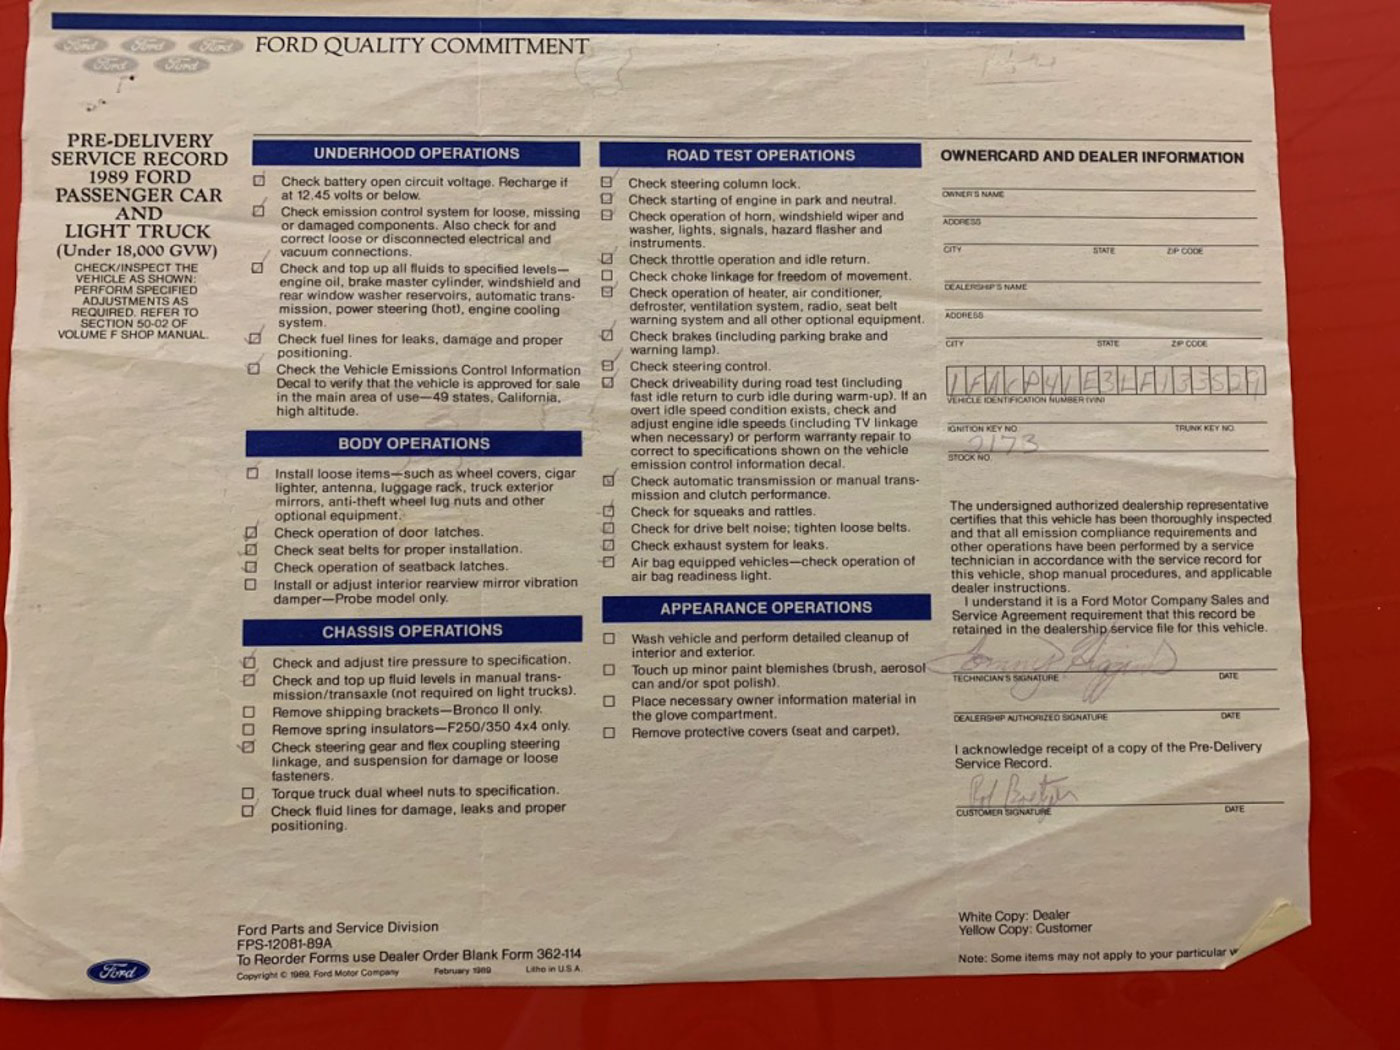 Ford Ford Ford
Ford Ford
FORD QUALITY COMMITMENT
PRE-DELIVERY
SERVICE RECORD
1989 FORD
PASSENGER CAR
AND
LIGHT TRUCK
(Under 18,000 GVW)
CHECK/INSPECT THE
VEHICLE AS SHOWN:
PERFORM SPECIFIED
ADJUSTMENTS AS
REQUIRED. REFER TO
SECTION 50-02 OF
VOLUME F SHOP MANUAL.
UNDERHOOD OPERATIONS
Check battery open circuit voltage. Recharge if
at 12.45 volts or below.
Check emission control system for loose, missing
or damaged components. Also check for and
correct loose or disconnected electrical and
vacuum connections.
Check and top up all fluids to specified levels—
engine oil, brake master cylinder, windshield and
rear window washer reservoirs, automatic trans-
mission, power steering (hot), engine cooling
system.
Check fuel lines for leaks, damage and proper
positioning.
Check the Vehicle Emissions Control Information
Decal to verify that the vehicle is approved for sale
in the main area of use—49 states, California,
high altitude.
BODY OPERATIONS
Install loose items—such as wheel covers, cigar
lighter, antenna, luggage rack, truck exterior
mirrors, anti-theft wheel lug nuts and other
optional equipment.
Check operation of door latches.
Check seat belts for proper installation.
Check operation of seatback latches.
Install or adjust interior rearview mirror vibration
damper—Probe model only.
CHASSIS OPERATIONS
Check and adjust tire pressure to specification.
Check and top up fluid levels in manual trans-
mission/transaxle (not required on light trucks).
Remove shipping brackets—Bronco II only.
Remove spring insulators—F250/350 4x4 only.
Check steering gear and flex coupling steering
linkage, and suspension for damage or loose
fasteners.
Torque truck dual wheel nuts to specification.
Check fluid lines for damage, leaks and proper
positioning.
ROAD TEST OPERATIONS
Check steering column lock.
Check starting of engine in park and neutral.
Check operation of horn, windshield wiper and
washer, lights, signals, hazard flasher and
instruments.
Check throttle operation and idle return.
Check choke linkage for freedom of movement.
Check operation of heater, air conditioner,
defroster, ventilation system, radio, seat belt
warning system and all other optional equipment.
Check brakes (including parking brake and
warning lamp).
Check steering control.
Check driveability during road test (including
fast idle return to curb idle during warm-up). If an
overt idle speed condition exists, check and
adjust engine idle speeds (including TV linkage
when necessary) or perform warranty repair to
correct to specifications shown on the vehicle
emission control information decal.
Check automatic transmission or manual trans-
mission and clutch performance.
Check for squeaks and rattles.
Check for drive belt noise; tighten loose belts.
Check exhaust system for leaks.
Air bag equipped vehicles—check operation of
air bag readiness light.
APPEARANCE OPERATIONS
Wash vehicle and perform detailed cleanup of
interior and exterior.
Touch up minor paint blemishes (brush, aerosol
can and/or spot polish).
Place necessary owner information material in
the glove compartment.
Remove protective covers (seat and carpet).
OWNERCARD AND DEALER INFORMATION
OWNER'S NAME
ADDRESS
CITY STATE ZIP CODE
DEALERSHIP'S NAME
ADDRESS
CITY STATE ZIP CODE
1FACP41E3LF133529
VEHICLE IDENTIFICATION NUMBER (VIN)
IGNITION KEY NO. TRUNK KEY NO.
2173
STOCK NO.
The undersigned authorized dealership representative
certifies that this vehicle has been thoroughly inspected
and that all emission compliance requirements and
other operations have been performed by a service
technician in accordance with the service record for
this vehicle, shop manual procedures, and applicable
dealer instructions.
I understand it is a Ford Motor Company Sales and
Service Agreement requirement that this record be
retained in the dealership service file for this vehicle.
TECHNICIAN'S SIGNATURE DATE
DEALERSHIP AUTHORIZED SIGNATURE DATE
I acknowledge receipt of a copy of the Pre-Delivery
Service Record.
CUSTOMER SIGNATURE DATE
White Copy: Dealer
Yellow Copy: Customer
Note: Some items may not apply to your particular
Ford Parts and Service Division
FPS-12081-89A
To Reorder Forms use Dealer Order Blank Form 362-114
Copyright © 1989, Ford Motor Company February 1989 Litho in U.S.A.
Ford